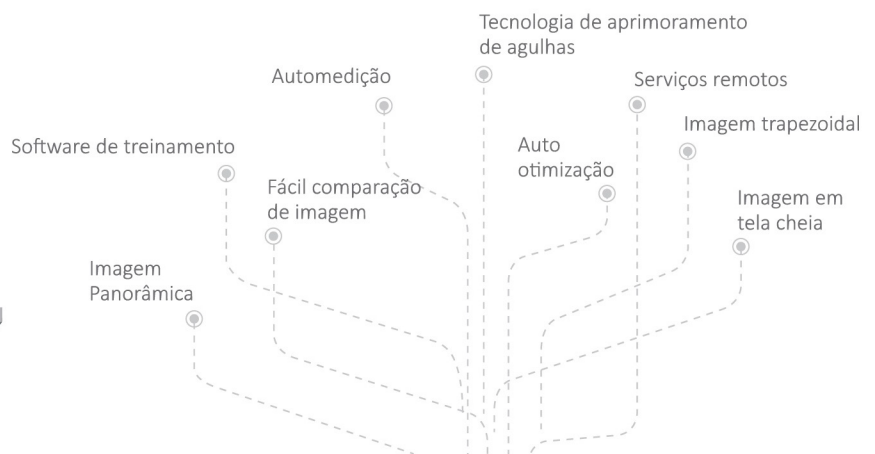 Tecnologia de aprimoramento
de agulhas
Automedição
Serviços remotos
Imagem trapezoidal
Software de treinamento
Auto
otimização
Fácil comparação
de imagem
Imagem em
tela cheia
Imagem
Panorâmica